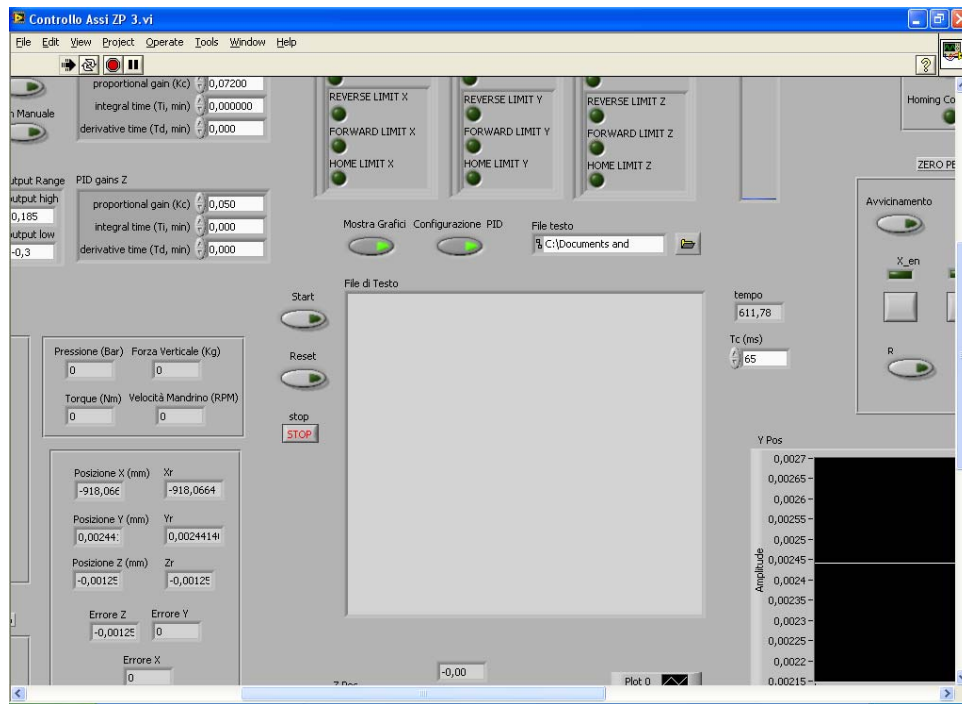 Controllo Assi ZP 3.vi
File Edit View Project Operate Tools Window Help
proportional gain (Kc) 0,07200
integral time (Ti, min) 0,000000
derivative time (Td, min) 0,000
Manuale
REVERSE LIMIT X
FORWARD LIMIT X
HOME LIMIT X
REVERSE LIMIT Y
FORWARD LIMIT Y
HOME LIMIT Y
REVERSE LIMIT Z
FORWARD LIMIT Z
HOME LIMIT Z
Homing Co
ZERO PE
utput Range
utput high
0,185
utput low
-0,3
PID gains Z
proportional gain (Kc) 0,050
integral time (Ti, min) 0,000
derivative time (Td, min) 0,000
Mostra Grafici Configurazione PID
File testo
C:\Documents and
Avvicinamento
X_en
R
Start
Reset
stop
STOP
File di Testo
tempo
611,78
Tc (ms)
65
Pressione (Bar) Forza Verticale (Kg)
0 0
Torque (Nm) Velocità Mandrino (RPM)
0 0
Posizione X (mm) Xr
-918,066 -918,0664
Posizione Y (mm) Yr
0,00244 0,0024414
Posizione Z (mm) Zr
-0,00125 -0,00125
Errore Z Errore Y
-0,00125 0
Errore X
0
-0,00
Z Pos
Plot 0
Y Pos
Amplitude
0,0027
0,00265
0,0026
0,00255
0,0025
0,00245
0,0024
0,00235
0,0023
0,00225
0,0022
0,00215